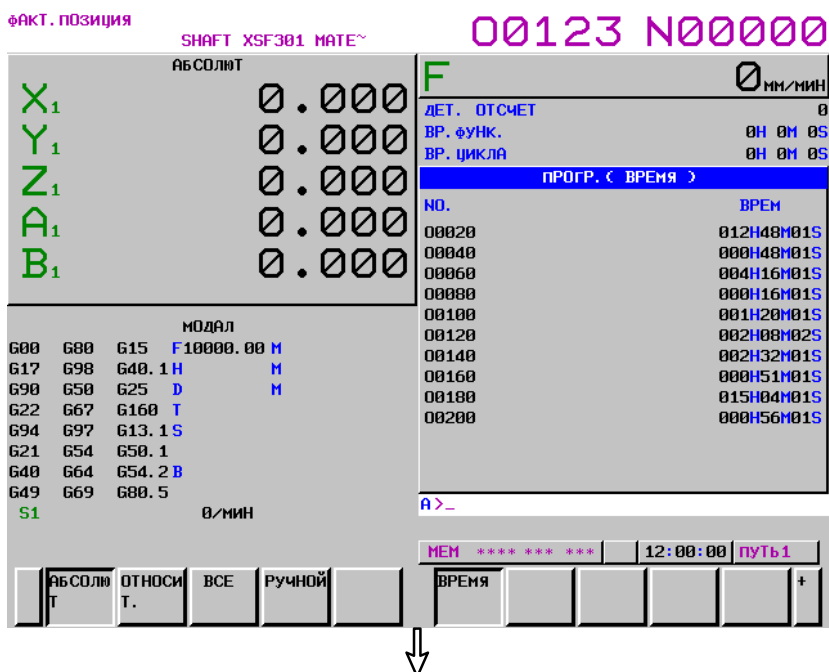 ФАКТ.ПОЗИЦИЯ
SHAFT XSF301 MATE~
O0123 N00000
АБСОЛЮТ
X1 0.000
Y1 0.000
Z1 0.000
A1 0.000
B1 0.000
F 0 ММ/МИН
ДЕТ. ОТСЧЕТ 0
ВР.ФУНК. 0H 0M 0S
ВР.ЦИКЛА 0H 0M 0S
ПРОГР.( ВРЕМЯ )
NO. ВРЕМ
O0020 012H48M01S
O0040 000H48M01S
O0060 004H16M01S
O0080 000H16M01S
O0100 001H20M01S
O0120 002H08M02S
O0140 002H32M01S
O0160 000H51M01S
O0180 015H04M01S
O0200 000H56M01S
МОДАЛ
G00 G80 G15 F10000.00 M
G17 G98 G40.1 H M
G90 G50 G25 D M
G22 G67 G160 T
G94 G97 G13.1 S
G21 G54 G50.1
G40 G64 G54.2 B
G49 G69 G80.5
S1 0/МИН
A>_
MEM **** *** *** 12:00:00 ПУТЬ1
АБСОЛЮ
Т
ОТНОСИ
Т.
ВСЕ
РУЧНОЙ
ВРЕМЯ
+